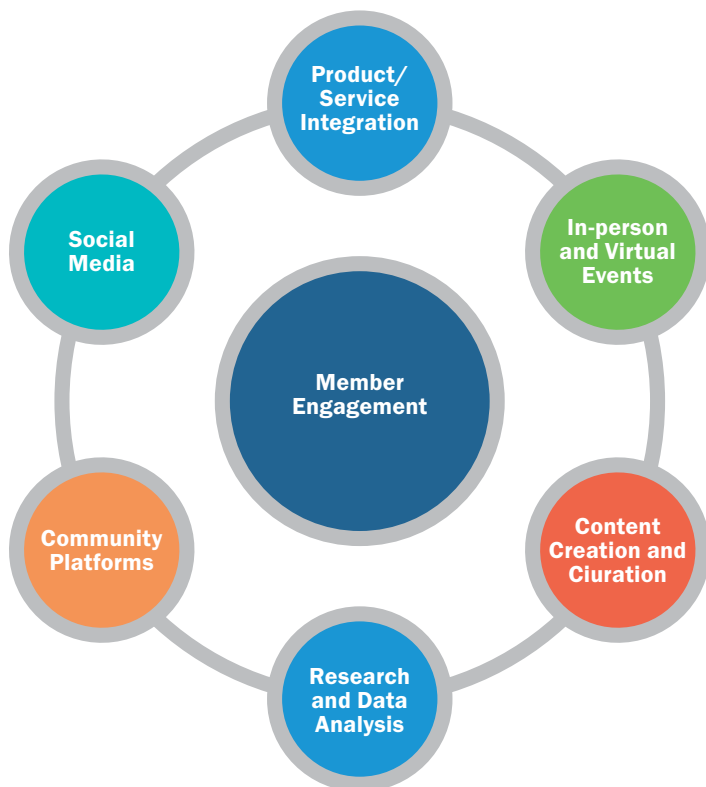 Product/
Service
Integration
Social
Media
In-person
and Virtual
Events
Member
Engagement
Community
Platforms
Content
Creation and
Ciuration
Research
and Data
Analysis